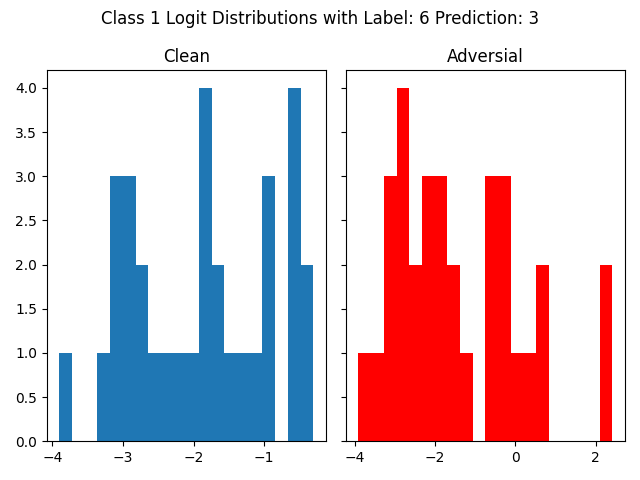 Class 1 Logit Distributions with Label: 6 Prediction: 3
Clean
Adversial
4.0
3.5
3.0
2.5
2.0
1.5
1.0
0.5
0.0
−4 −3 −2 −1
−4 −2 0 2